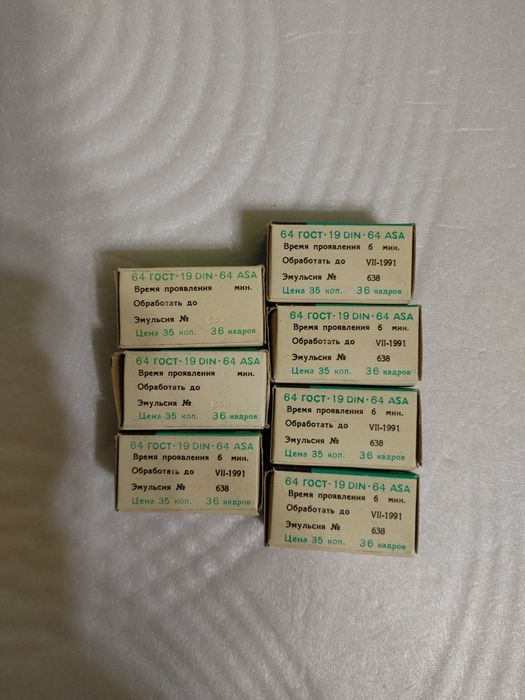 64 ГОСТ·19 DIN·64 ASA
Время проявления мин.
Обработать до
Эмульсия №
Цена 35 коп. 36 кадров
64 ГОСТ·19 DIN·64 ASA
Время проявления мин.
Обработать до
Эмульсия №
Цена 35 коп. 36 кадров
64 ГОСТ·19 DIN·64 ASA
Время проявления 6 мин.
Обработать до VII-1991
Эмульсия № 638
Цена 35 коп. 36 кадров
64 ГОСТ·19 DIN·64 ASA
Время проявления 6 мин.
Обработать до VII-1991
Эмульсия № 638
Цена 35 коп. 36 кадров
64 ГОСТ·19 DIN·64 ASA
Время проявления 6 мин.
Обработать до VII-1991
Эмульсия № 638
Цена 35 коп. 36 кадров
64 ГОСТ·19 DIN·64 ASA
Время проявления 6 мин.
Обработать до VII-1991
Эмульсия № 638
Цена 35 коп. 36 кадров
64 ГОСТ·19 DIN·64 ASA
Время проявления 6 мин.
Обработать до VII-1991
Эмульсия № 638
Цена 35 коп. 36 кадров